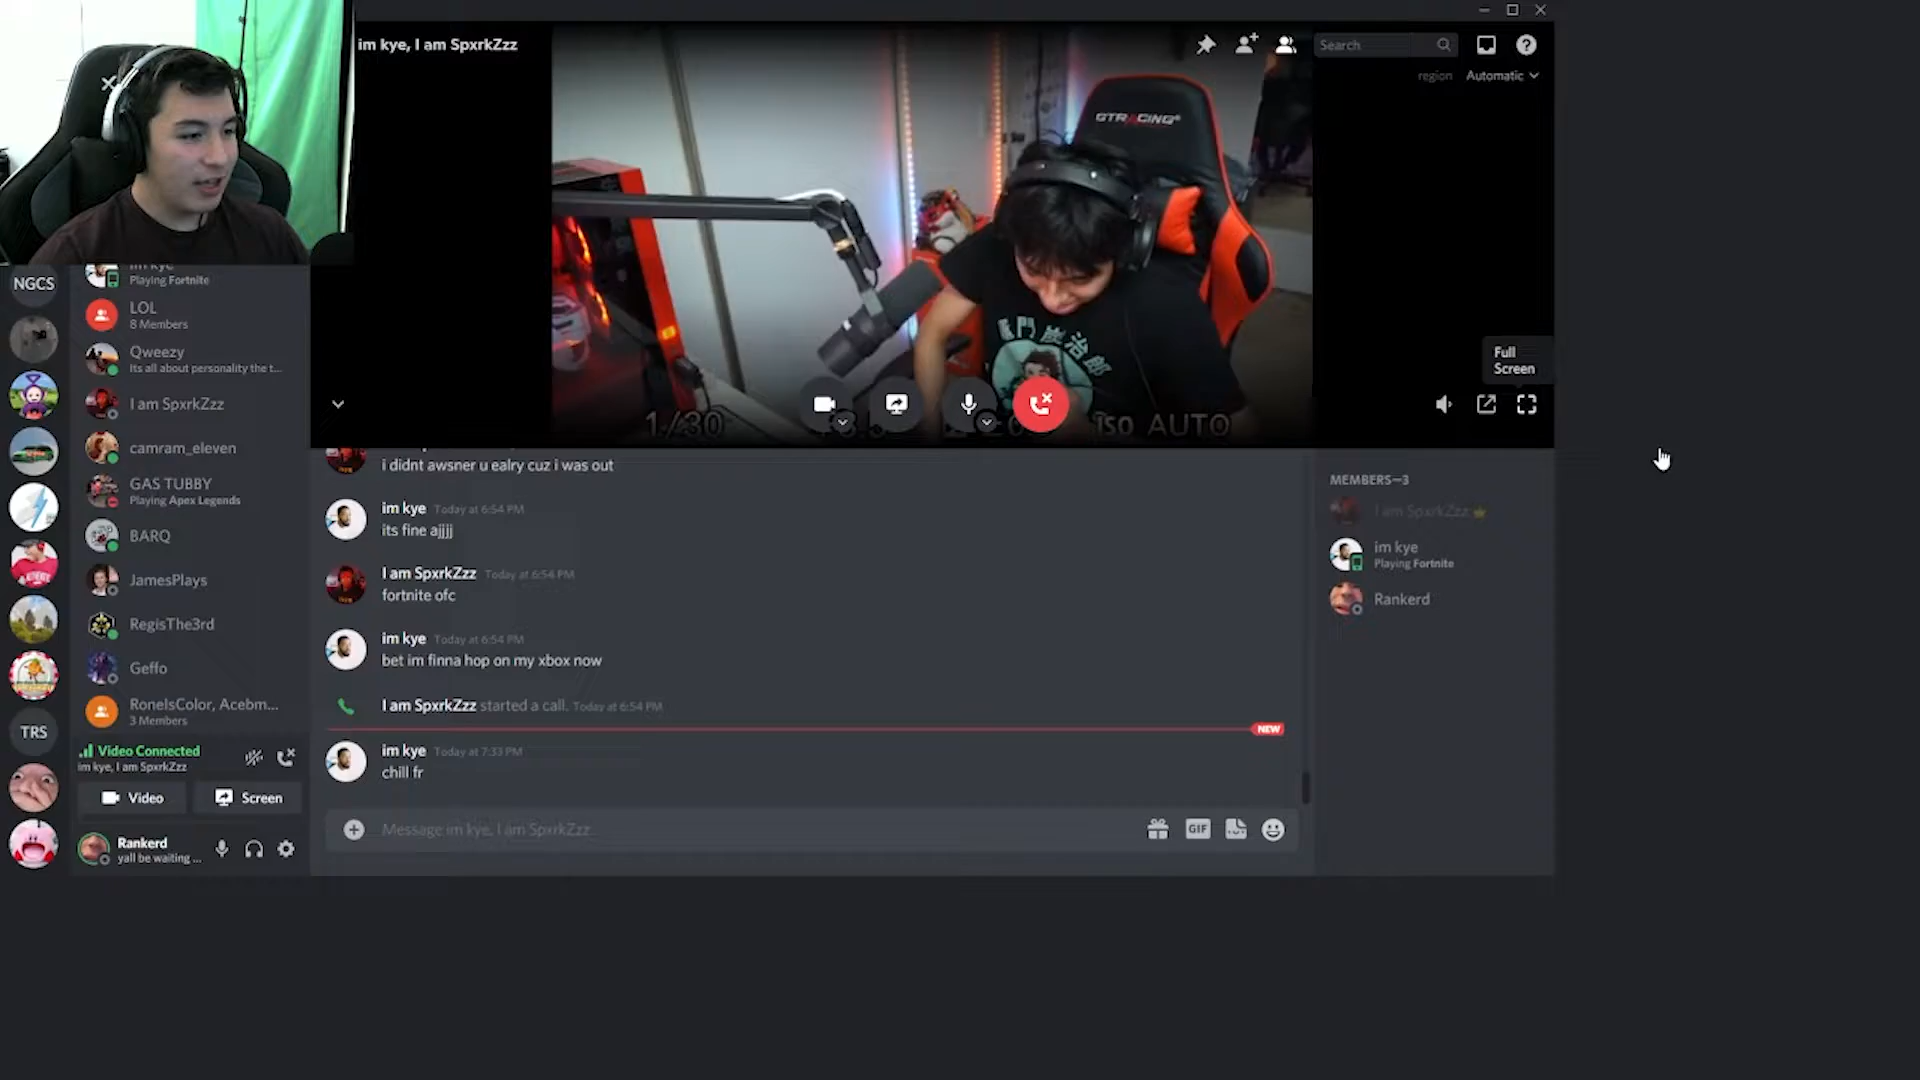 im kye, I am SpxrkZzz
Search
region Automatic
GTRACING
Full
Screen
1/30
ISO AUTO
NGCS
Playing Fortnite
LOL
8 Members
Qweezy
Its all about personality the t...
I am SpxrkZzz
camram_eleven
GAS TUBBY
Playing Apex Legends
BARQ
JamesPlays
RegisThe3rd
Geffo
RonelsColor, Acebm...
3 Members
TRS
Video Connected
im kye, I am SpxrkZzz
Video
Screen
Rankerd
yall be waiting ...
i didnt awsner u ealry cuz i was out
im kye Today at 6:54 PM
its fine ajjjj
I am SpxrkZzz Today at 6:54 PM
fortnite ofc
im kye Today at 6:54 PM
bet im finna hop on my xbox now
I am SpxrkZzz started a call. Today at 6:54 PM
NEW
im kye Today at 7:33 PM
chill fr
Message im kye, I am SpxrkZzz
GIF
MEMBERS—3
I am SpxrkZzz
im kye
Playing Fortnite
Rankerd